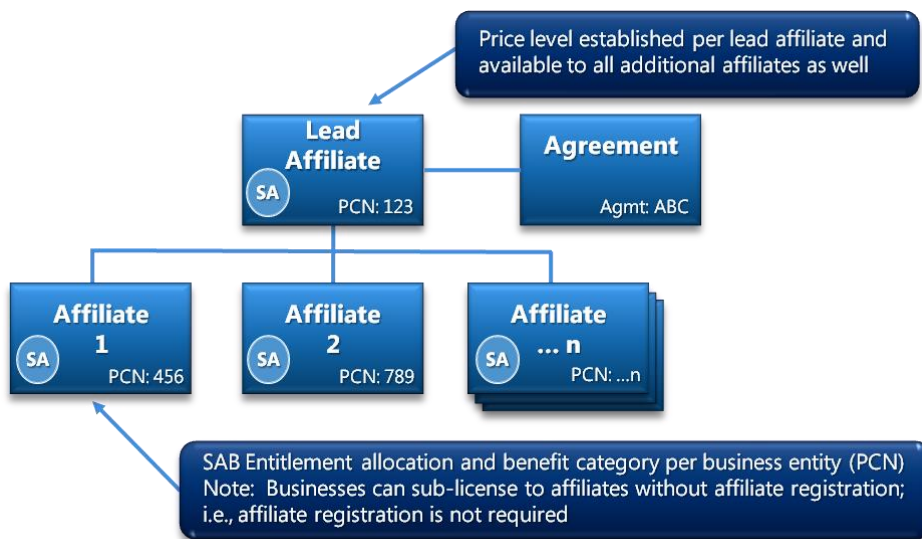 Price level established per lead affiliate and
available to all additional affiliates as well
Lead
Affiliate
SA
PCN: 123
Agreement
Agmt: ABC
Affiliate
1
SA
PCN: 456
Affiliate
2
SA
PCN: 789
Affiliate
... n
SA
PCN: ...n
SAB Entitlement allocation and benefit category per business entity (PCN)
Note: Businesses can sub-license to affiliates without affiliate registration;
i.e., affiliate registration is not required